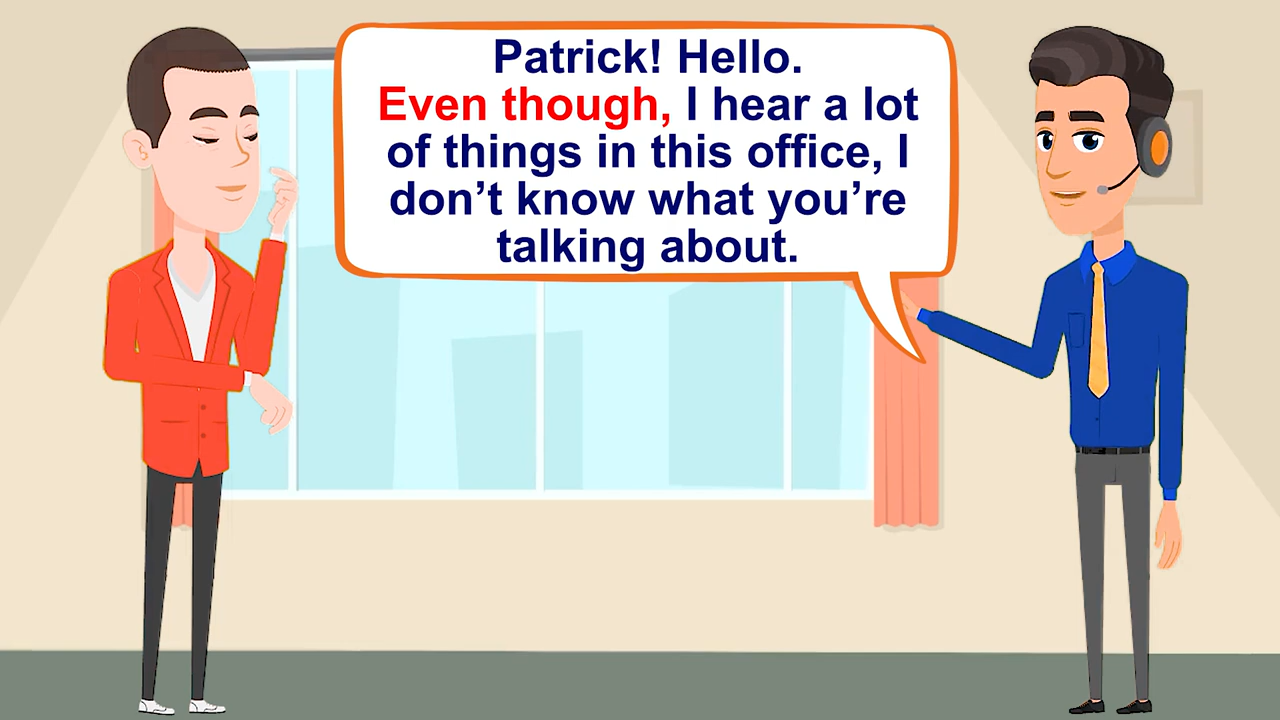 Patrick! Hello.
Even though, I hear a lot
of things in this office, I
don’t know what you’re
talking about.